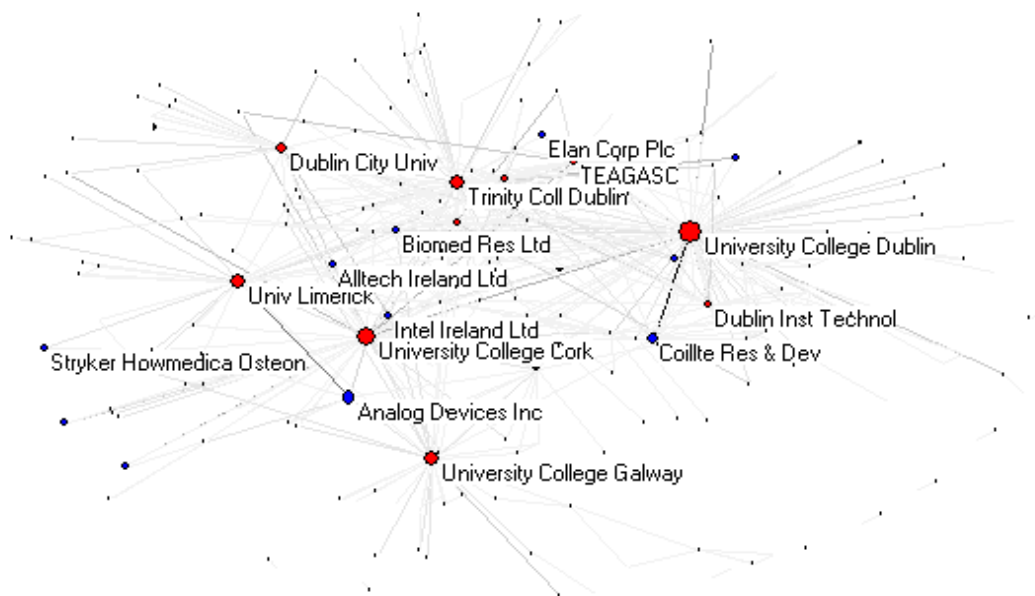 Elan Corp Plc
Dublin City Univ
TEAGASC
Trinity Coll Dublin
Biomed Res Ltd
University College Dublin
Alltech Ireland Ltd
Univ Limerick
Dublin Inst Technol
Intel Ireland Ltd
University College Cork
Coillte Res & Dev
Stryker Howmedica Osteon
Analog Devices Inc
University College Galway